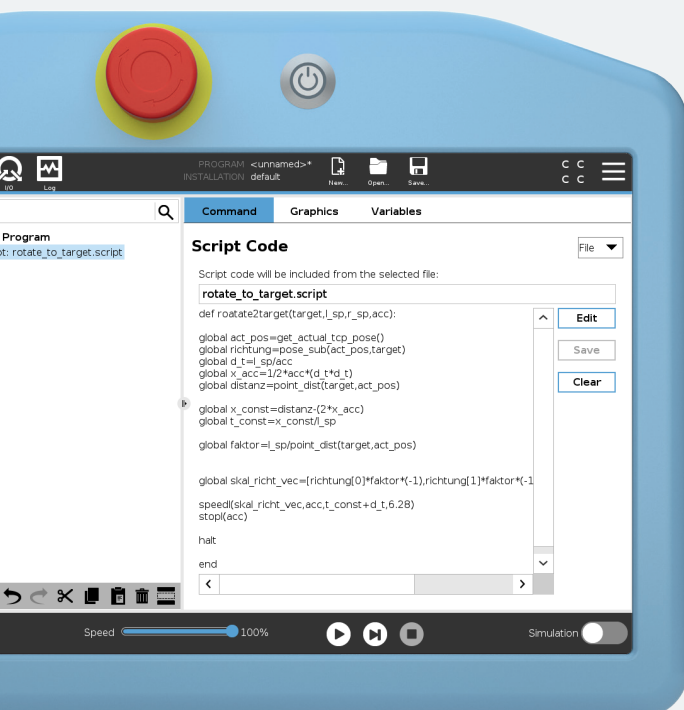 I/O
Log
PROGRAM <unnamed>*
INSTALLATION default
New...
Open...
Save...
C C
C C
Program
pt: rotate_to_target.script
Command
Graphics
Variables
Script Code
File
Script code will be included from the selected file:
rotate_to_target.script
def roatate2target(target,l_sp,r_sp,acc):
global act_pos=get_actual_tcp_pose()
global richtung=pose_sub(act_pos,target)
global d_t=l_sp/acc
global x_acc=1/2*acc*(d_t*d_t)
global distanz=point_dist(target,act_pos)
global x_const=distanz-(2*x_acc)
global t_const=x_const/l_sp
global faktor=l_sp/point_dist(target,act_pos)
global skal_richt_vec=[richtung[0]*faktor*(-1),richtung[1]*faktor*(-1
speedl(skal_richt_vec,acc,t_const+d_t,6.28)
stopl(acc)
halt
end
Edit
Save
Clear
Speed
100%
Simulation